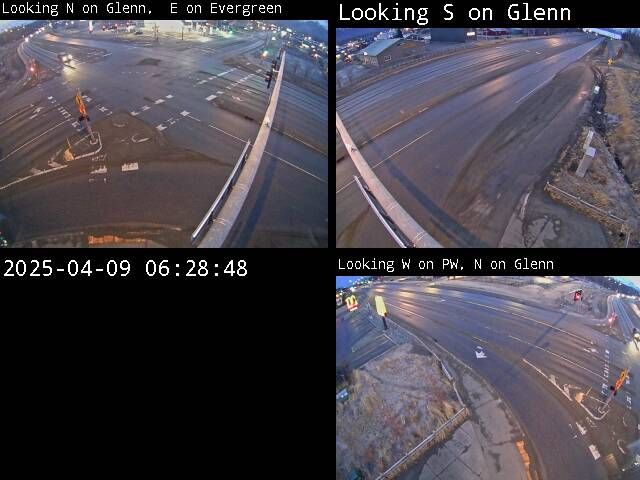 Looking N on Glenn,  E on Evergreen
Looking S on Glenn
2025-04-09 06:28:48
Looking W on PW, N on Glenn